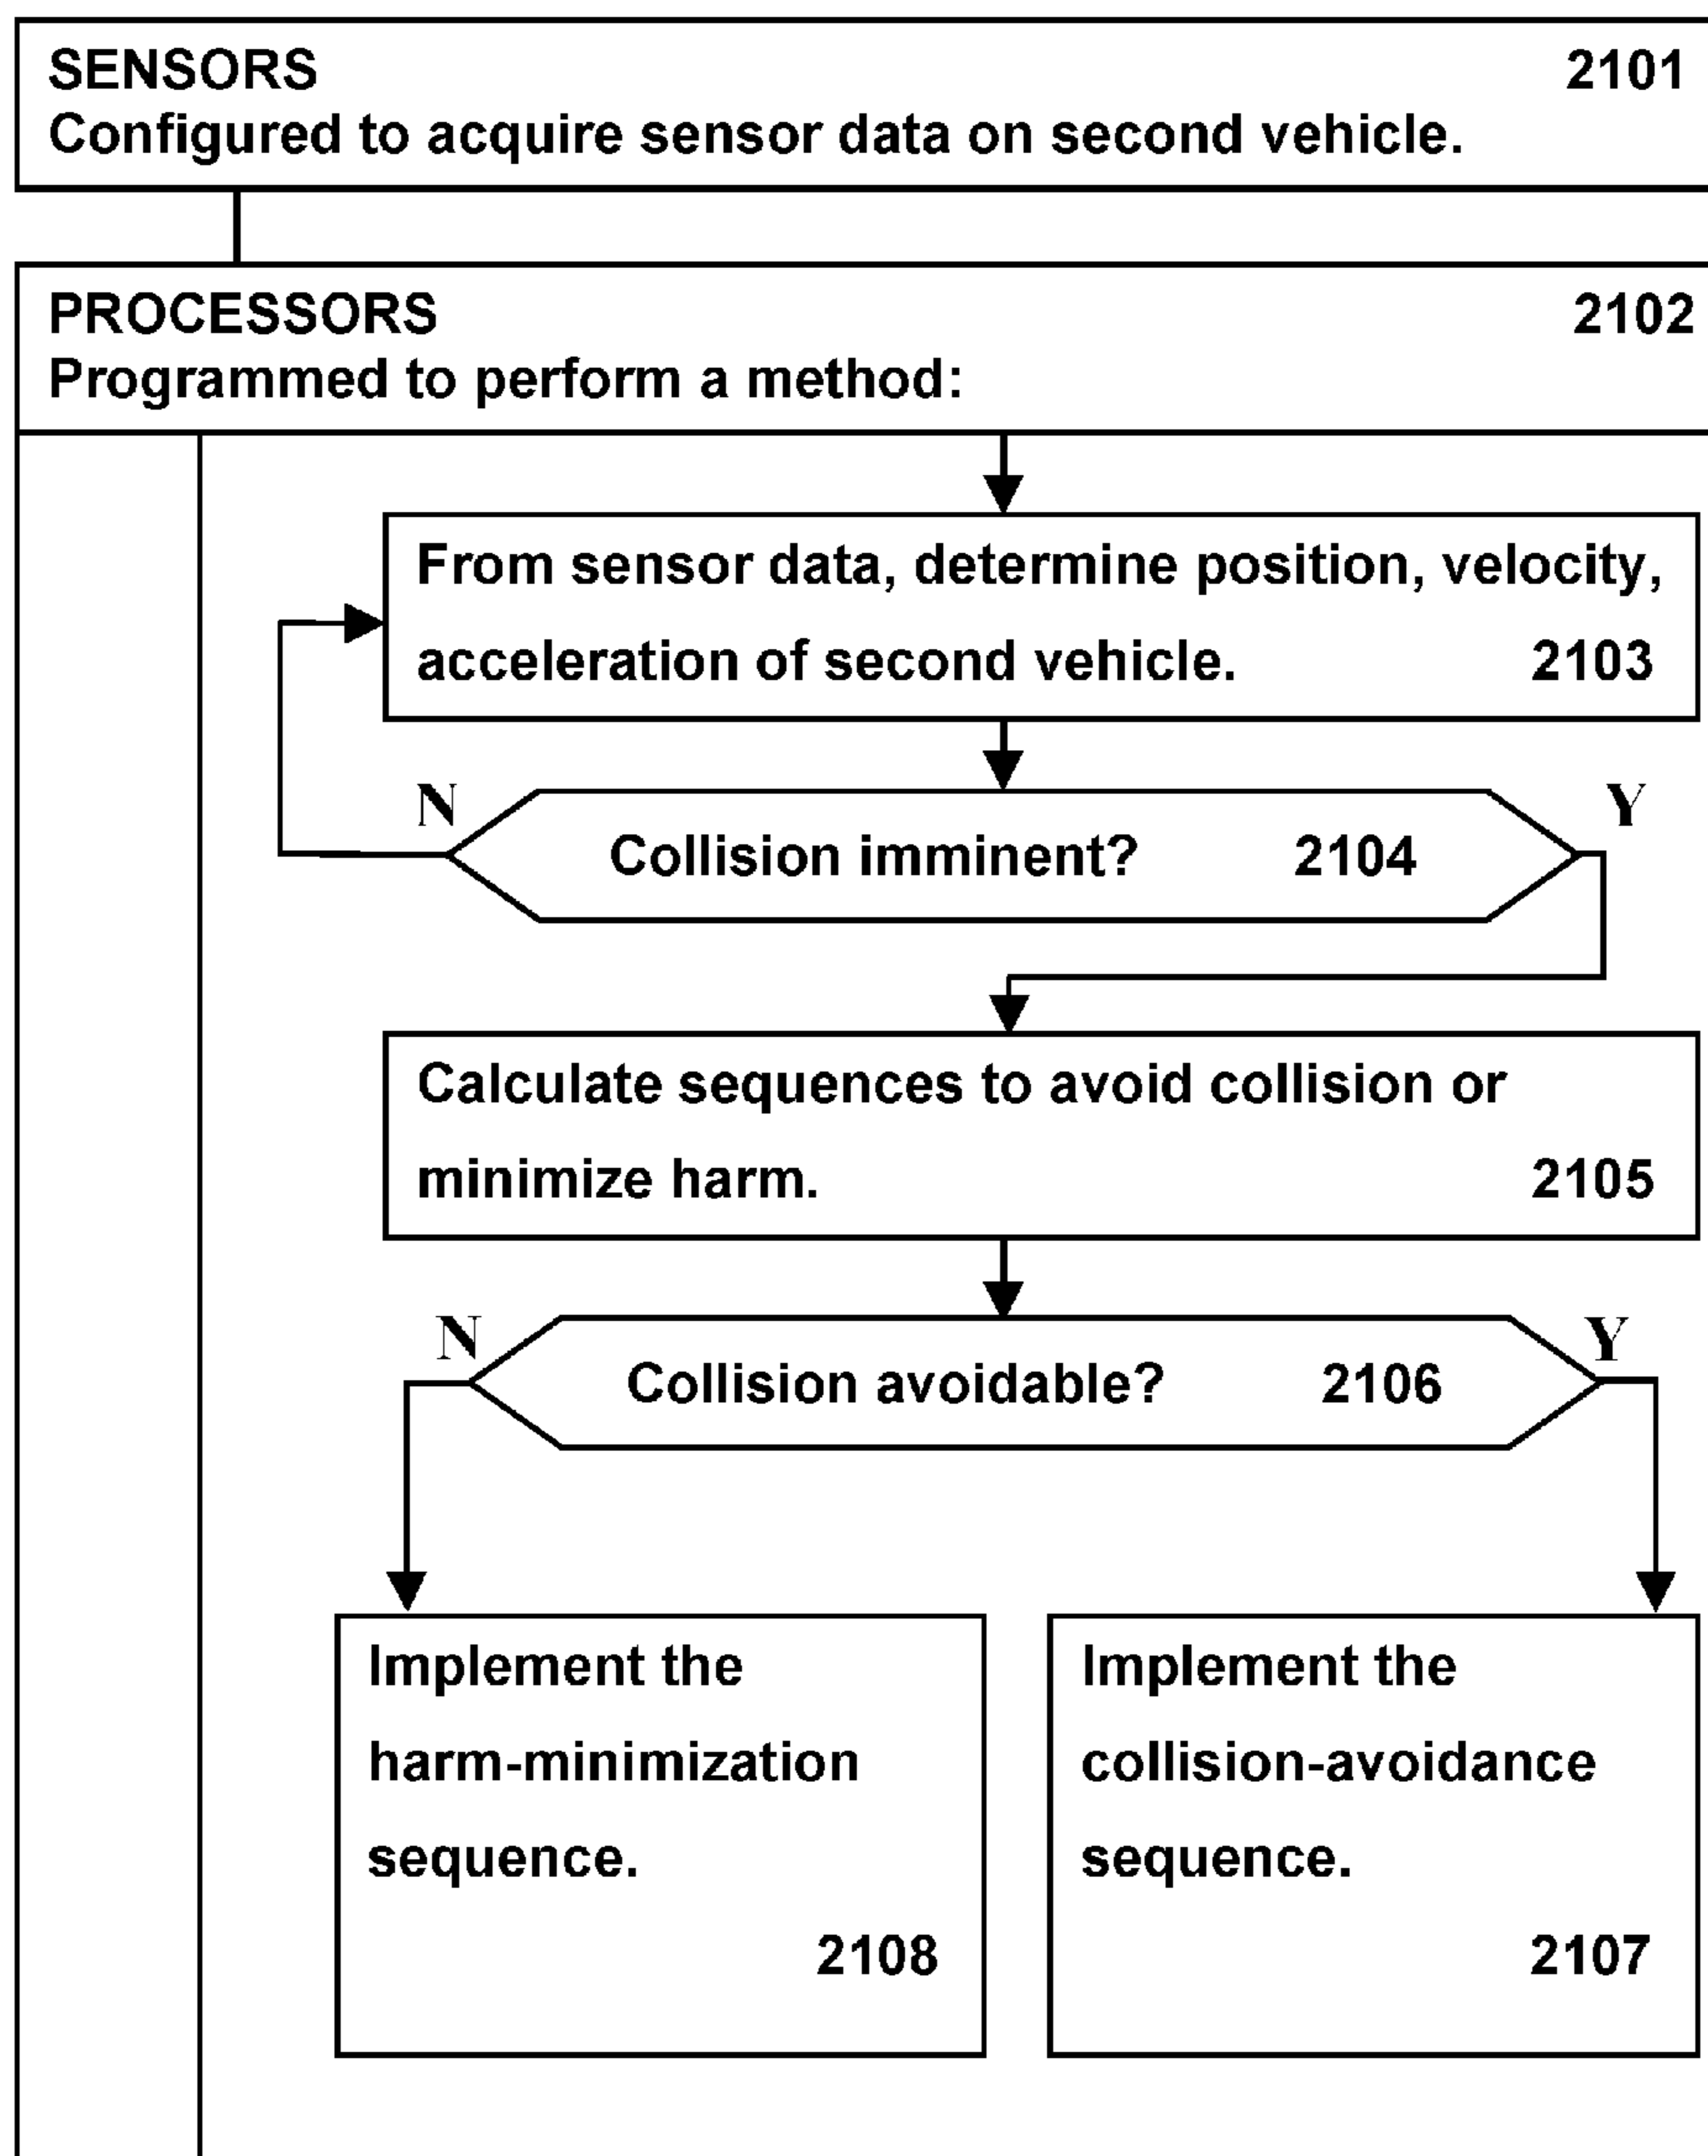 SENSORS 2101
Configured to acquire sensor data on second vehicle.
PROCESSORS 2102
Programmed to perform a method:
From sensor data, determine position, velocity,
acceleration of second vehicle. 2103
N Y
Collision imminent? 2104
Calculate sequences to avoid collision or
minimize harm. 2105
N Y
Collision avoidable? 2106
Implement the
harm-minimization
sequence.
2108
Implement the
collision-avoidance
sequence.
2107